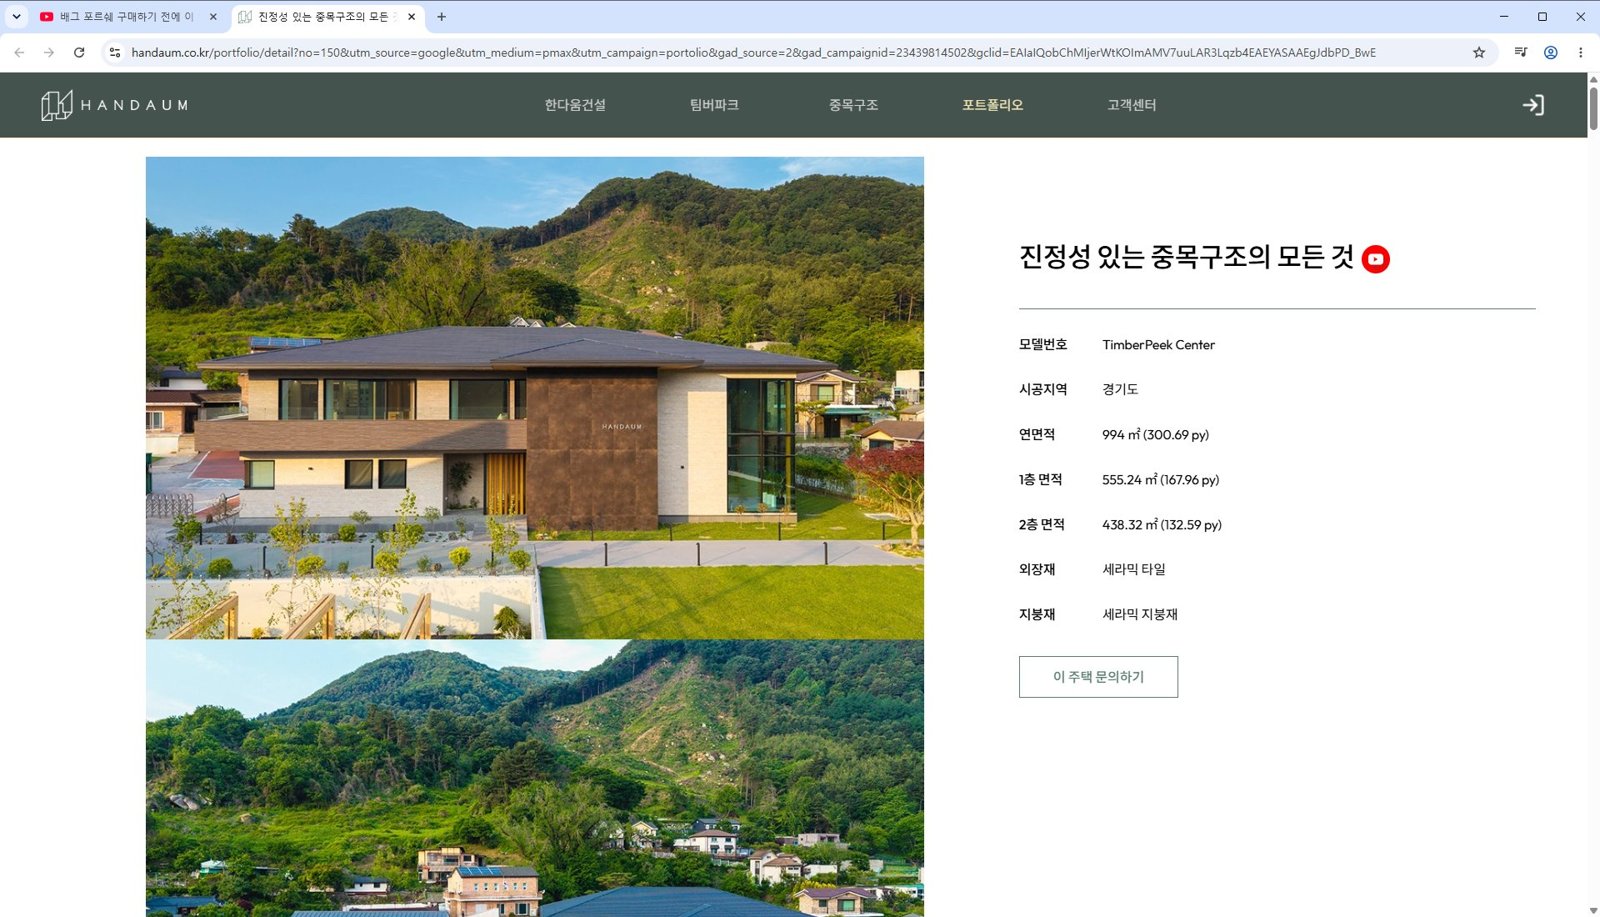 배그 포르쉐 구매하기 전에 이
진정성 있는 중목구조의 모든
handaum.co.kr/portfolio/detail?no=150&utm_source=google&utm_medium=pmax&utm_campaign=portolio&gad_source=2&gad_campaignid=23439814502&gclid=EAIaIQobChMIjerWtKOImAMV7uuLAR3Lqzb4EAEYASAAEgJdbPD_BwE
HANDAUM
한다움건설
팀버파크
중목구조
포트폴리오
고객센터
HANDAUM
진정성 있는 중목구조의 모든 것
모델번호 TimberPeek Center
시공지역 경기도
연면적 994 ㎡ (300.69 py)
1층 면적 555.24 ㎡ (167.96 py)
2층 면적 438.32 ㎡ (132.59 py)
외장재 세라믹 타일
지붕재 세라믹 지붕재
이 주택 문의하기